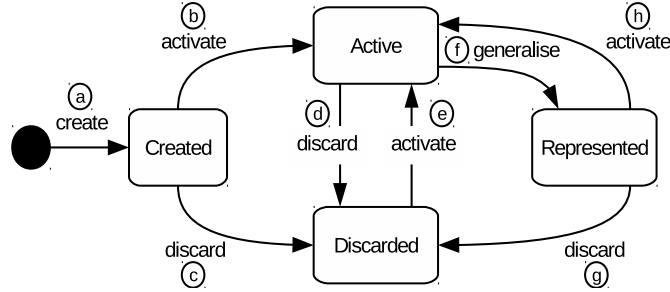 b
activate
Active
h
activate
f generalise
a
create
d
discard
e
activate
Created
Represented
discard
c
Discarded
discard
g